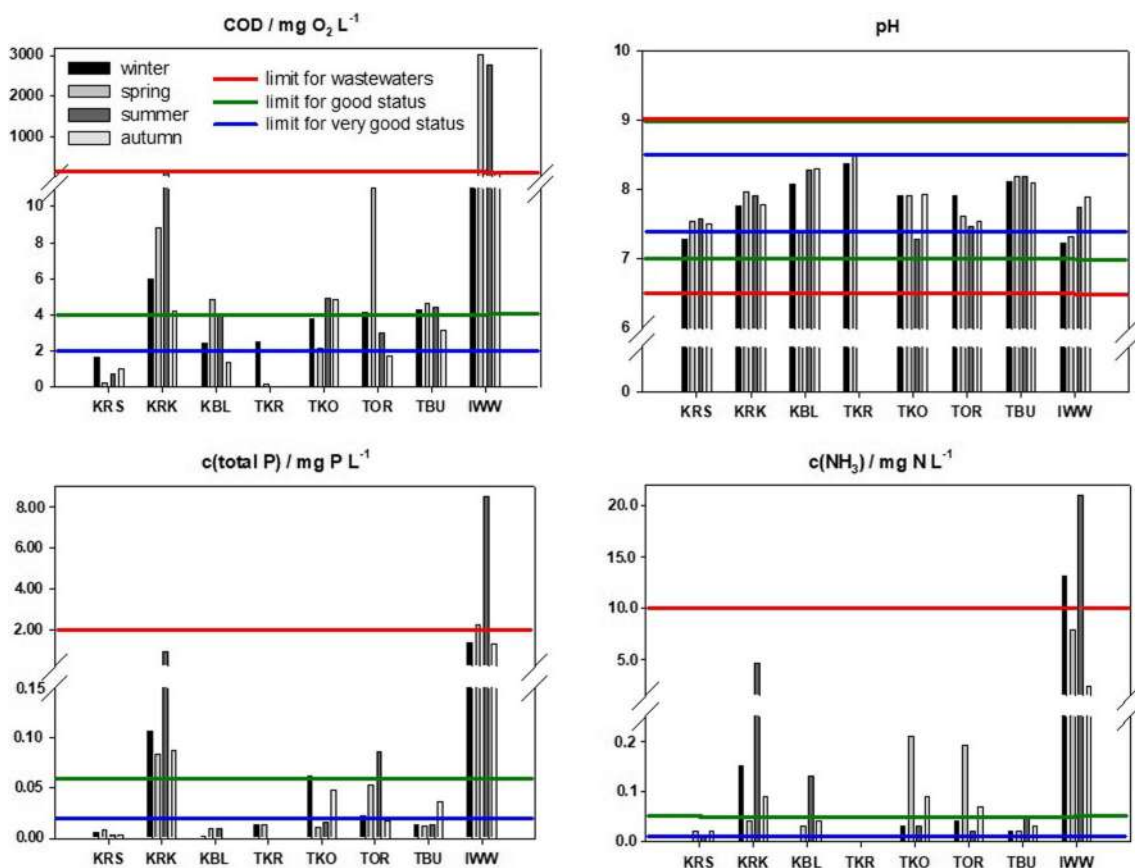 COD / mg O₂ L⁻¹
3000
2000
1000
10
8
6
4
2
0
winter
spring
summer
autumn
limit for wastewaters
limit for good status
limit for very good status
KRS KRK KBL TKR TKO TOR TBU IWW
pH
10
9
8
7
6
0
KRS KRK KBL TKR TKO TOR TBU IWW
c(total P) / mg P L⁻¹
8.00
6.00
4.00
2.00
0.15
0.10
0.05
0.00
KRS KRK KBL TKR TKO TOR TBU IWW
c(NH₃) / mg N L⁻¹
20.0
15.0
10.0
5.0
0.2
0.1
0.0
KRS KRK KBL TKR TKO TOR TBU IWW